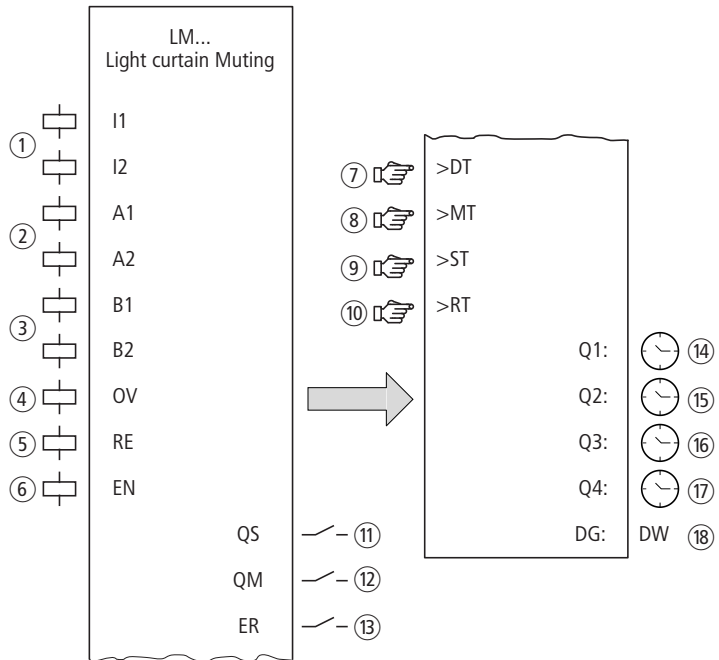 LM...
Light curtain Muting
① I1
I2
② A1
A2
③ B1
B2
④ OV
⑤ RE
⑥ EN
QS ⑪
QM ⑫
ER ⑬
⑦ >DT
⑧ >MT
⑨ >ST
⑩ >RT
Q1: ⑭
Q2: ⑮
Q3: ⑯
Q4: ⑰
DG: DW ⑱